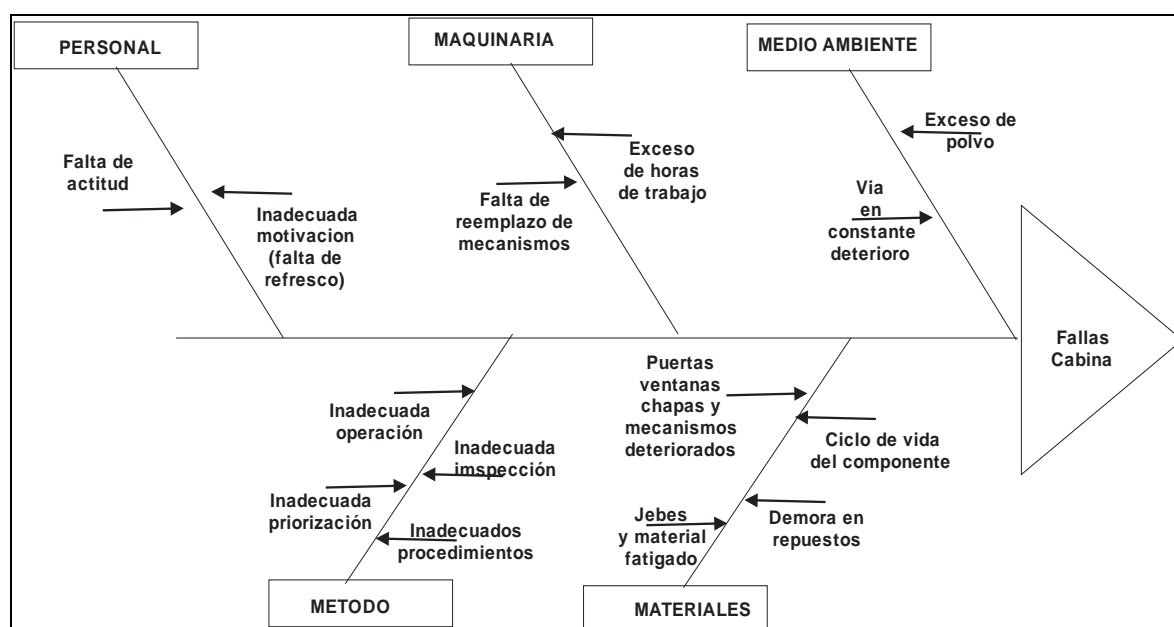 PERSONAL
MAQUINARIA
MEDIO AMBIENTE
Falta de
actitud
Inadecuada
motivacion
(falta de
refresco)
Exceso
de horas
de trabajo
Falta de
reemplazo de
mecanismos
Exceso de
polvo
Via
en
constante
deterioro
Fallas
Cabina
Inadecuada
operación
Inadecuada
imspección
Inadecuada
priorización
Inadecuados
procedimientos
Puertas
ventanas
chapas y
mecanismos
deteriorados
Ciclo de vida
del componente
Jebes
y material
fatigado
Demora en
repuestos
METODO
MATERIALES